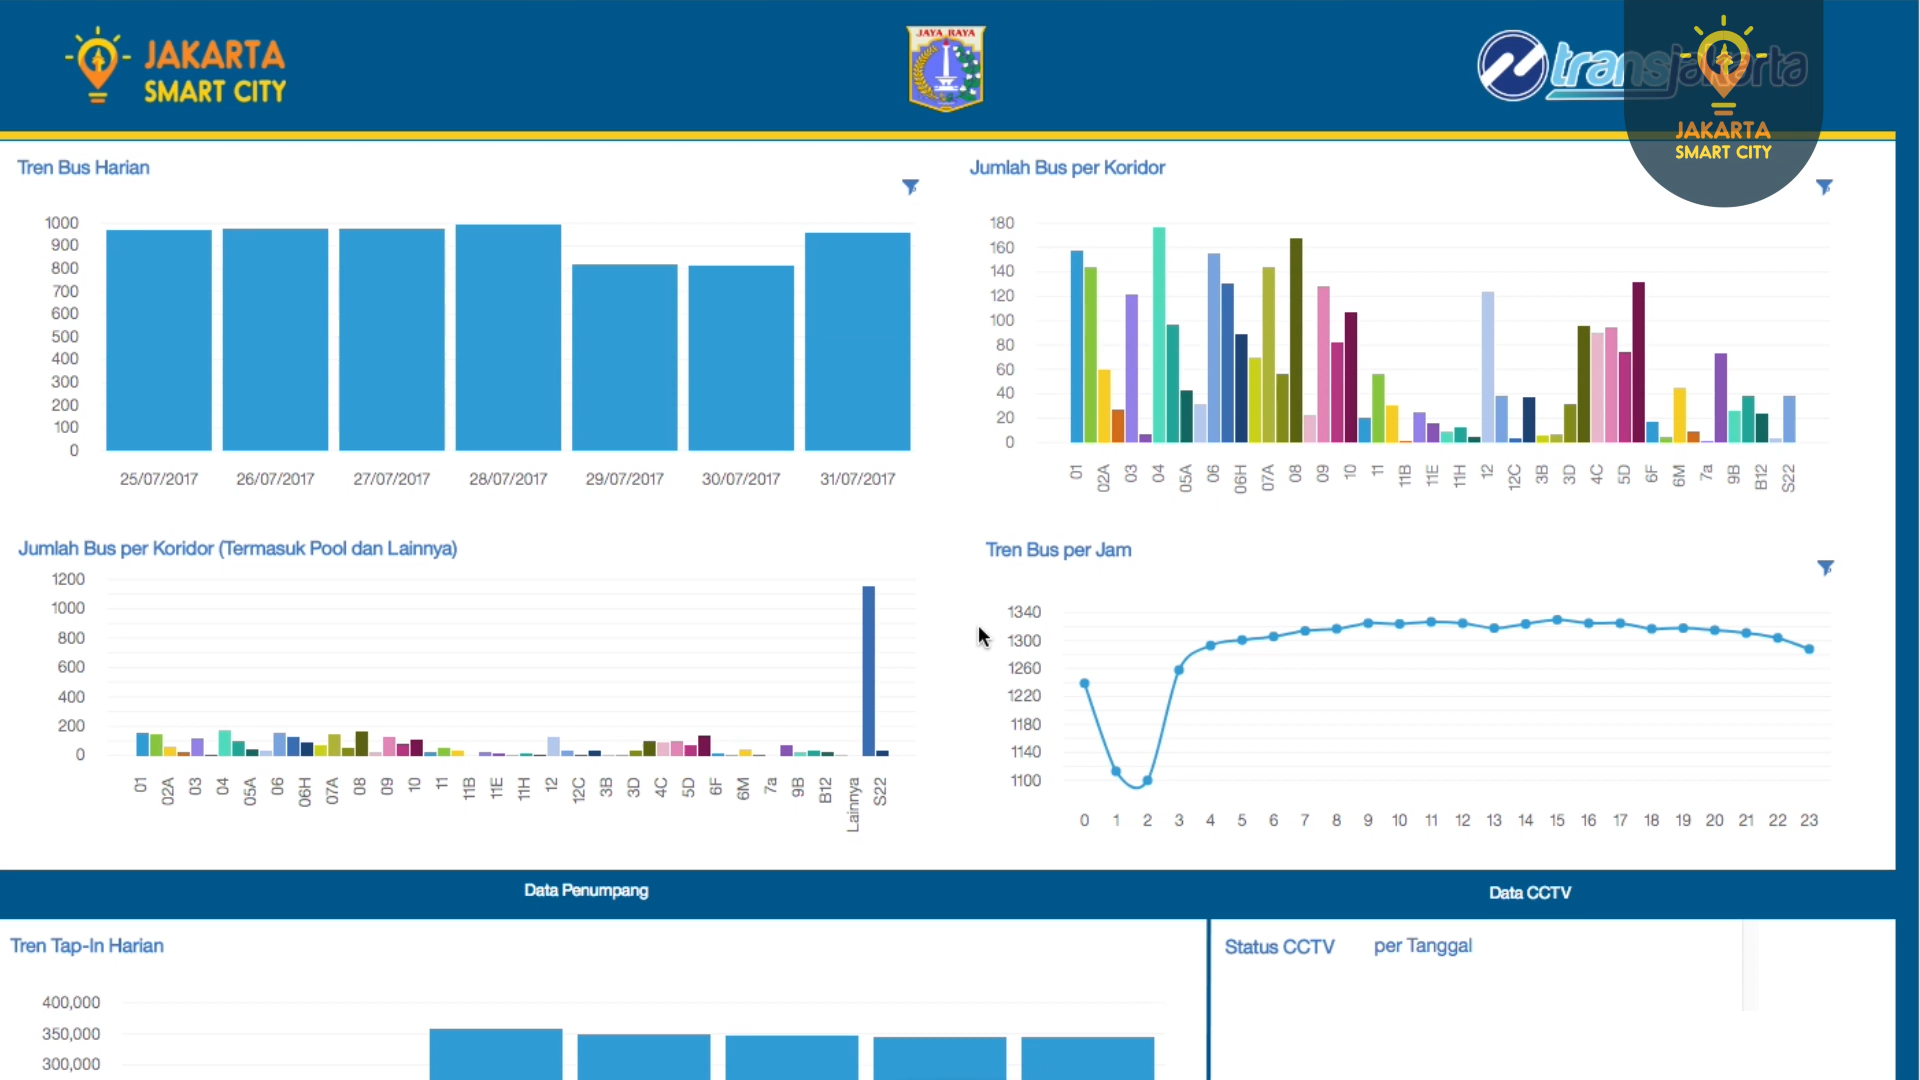 JAKARTA
SMART CITY
JAYA RAYA
transjakarta
JAKARTA
SMART CITY
Tren Bus Harian
1000
900
800
700
600
500
400
300
200
100
0
25/07/2017 26/07/2017 27/07/2017 28/07/2017 29/07/2017 30/07/2017 31/07/2017
Jumlah Bus per Koridor
180
160
140
120
100
80
60
40
20
0
01 02A 03 04 05A 06 06H 07A 08 09 10 11 11B 11E 11H 12 12C 3B 3D 4C 5D 6F 6M 7a 9B B12 S22
Jumlah Bus per Koridor (Termasuk Pool dan Lainnya)
1200
1000
800
600
400
200
0
01 02A 03 04 05A 06 06H 07A 08 09 10 11 11B 11E 11H 12 12C 3B 3D 4C 5D 6F 6M 7a 9B B12 Lainnya S22
Tren Bus per Jam
1340
1300
1260
1220
1180
1140
1100
0 1 2 3 4 5 6 7 8 9 10 11 12 13 14 15 16 17 18 19 20 21 22 23
Data Penumpang
Data CCTV
Tren Tap-In Harian
400,000
350,000
300,000
Status CCTV per Tanggal